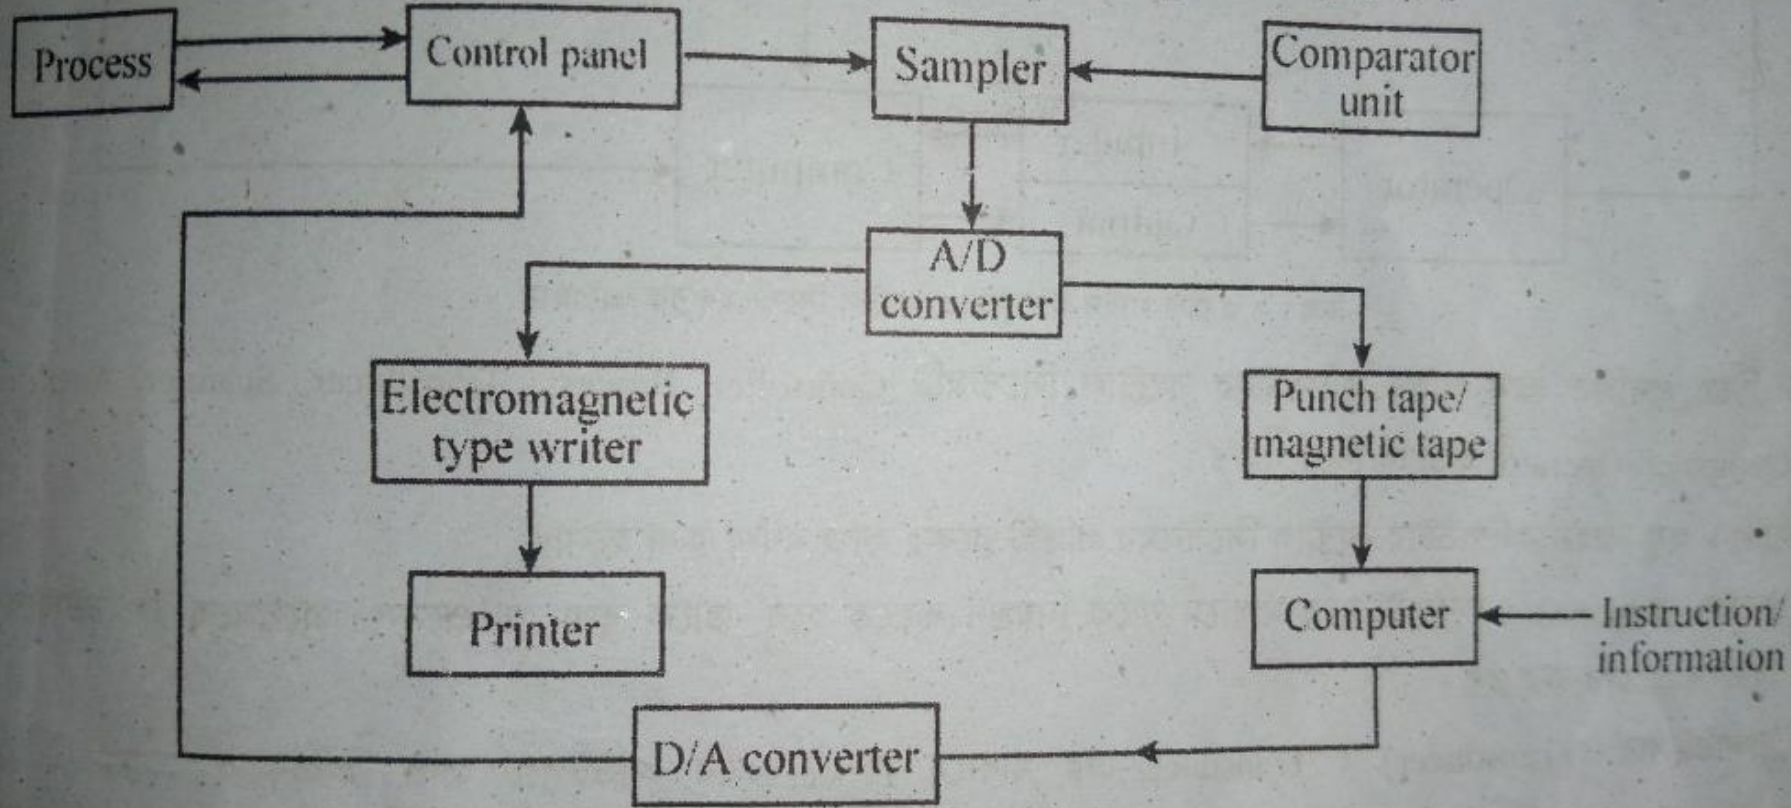 Process
Control panel
Sampler
Comparator
unit
A/D
converter
Electromagnetic
type writer
Punch tape/
magnetic tape
Printer
Computer
Instruction/
information
D/A converter